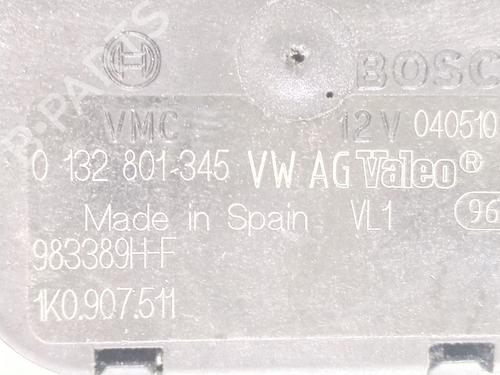 BOSC
VMC 12 V 040510
0 132 801 345 VW AG Valeo®
Made in Spain VL1 96
983389H-F
1K0.907.511
B-PARTS